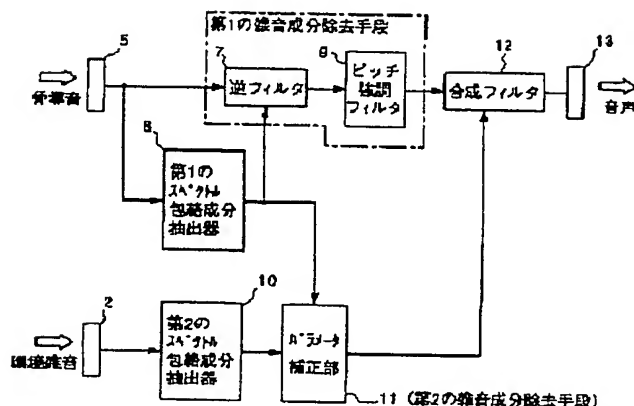 第1の雑音成分除去手段
5
7
9
12
13
骨導音
逆フィルタ
ピッチ
強調
フィルタ
合成フィルタ
音声
8
第1の
スペクトル
包絡成分
抽出器
2
10
環境雑音
第2の
スペクトル
包絡成分
抽出器
パラメータ
補正部
11(第2の雑音成分除去手段)